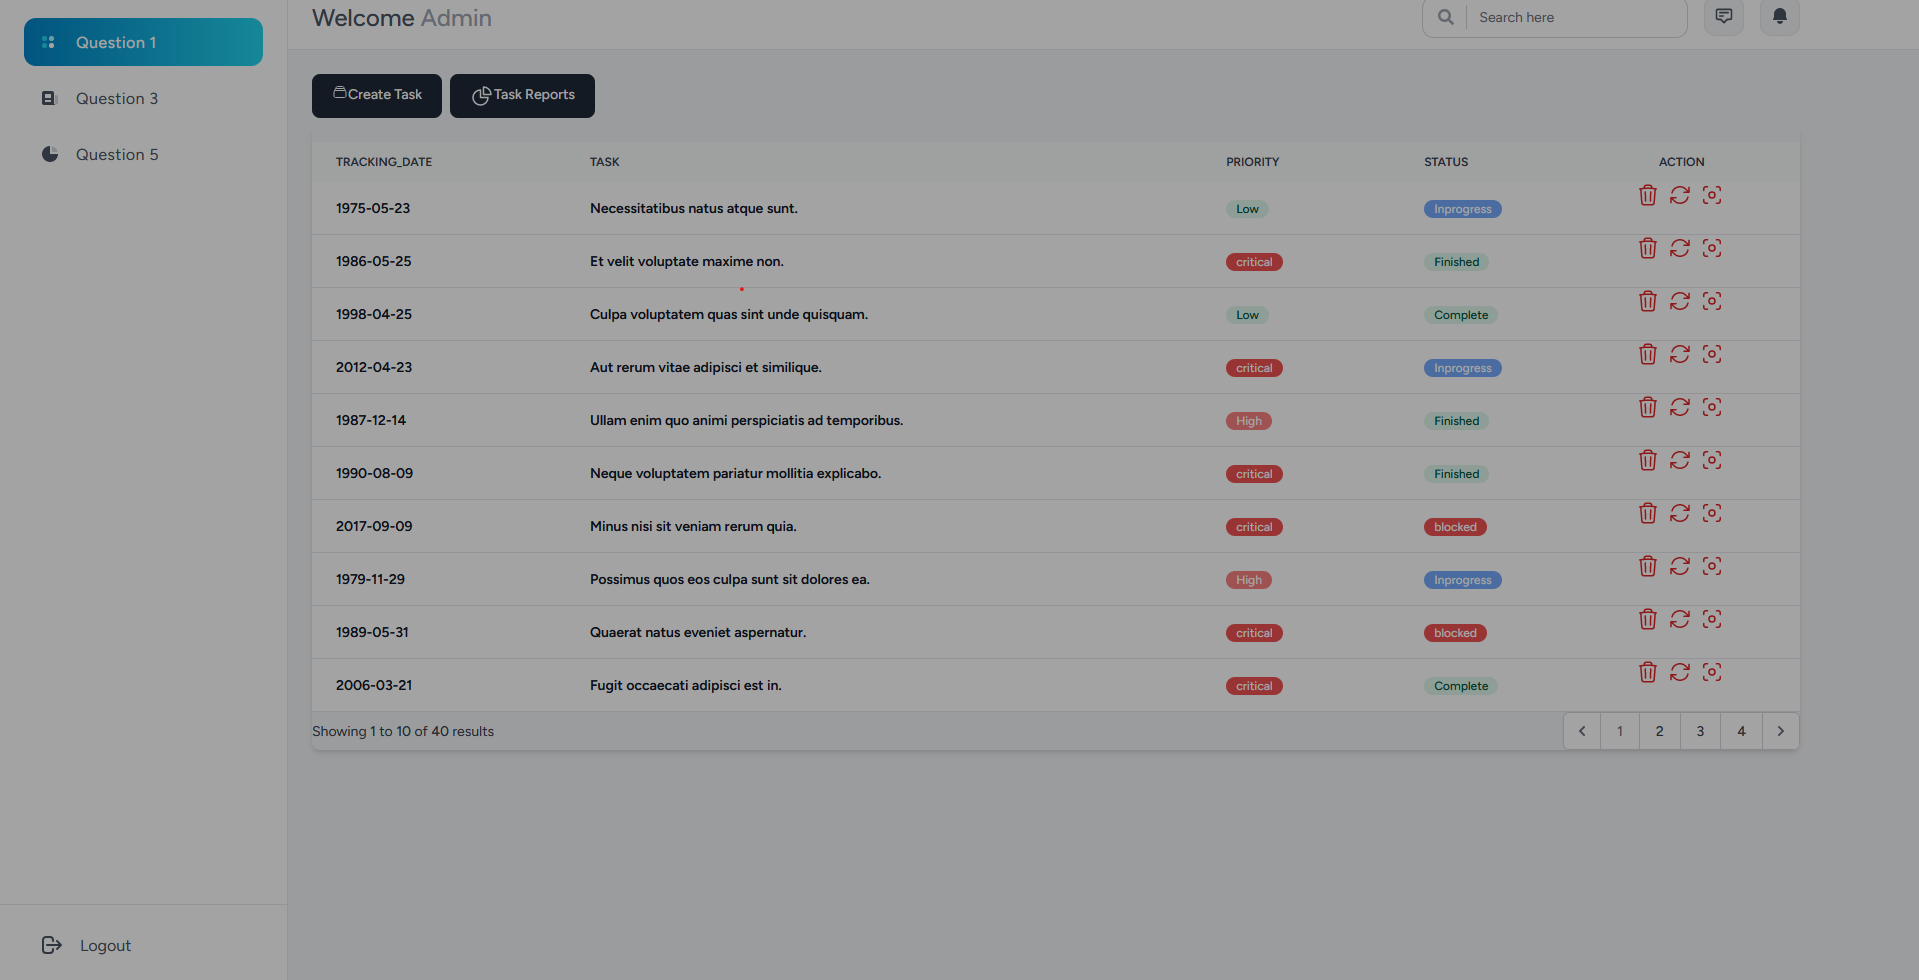 Welcome Admin
Search here
Question 1
Question 3
Question 5
Create Task
Task Reports
TRACKING_DATE TASK PRIORITY STATUS ACTION
1975-05-23 Necessitatibus natus atque sunt. Low Inprogress
1986-05-25 Et velit voluptate maxime non. critical Finished
1998-04-25 Culpa voluptatem quas sint unde quisquam. Low Complete
2012-04-23 Aut rerum vitae adipisci et similique. critical Inprogress
1987-12-14 Ullam enim quo animi perspiciatis ad temporibus. High Finished
1990-08-09 Neque voluptatem pariatur mollitia explicabo. critical Finished
2017-09-09 Minus nisi sit veniam rerum quia. critical blocked
1979-11-29 Possimus quos eos culpa sunt sit dolores ea. High Inprogress
1989-05-31 Quaerat natus eveniet aspernatur. critical blocked
2006-03-21 Fugit occaecati adipisci est in. critical Complete
Showing 1 to 10 of 40 results
1 2 3 4
Logout